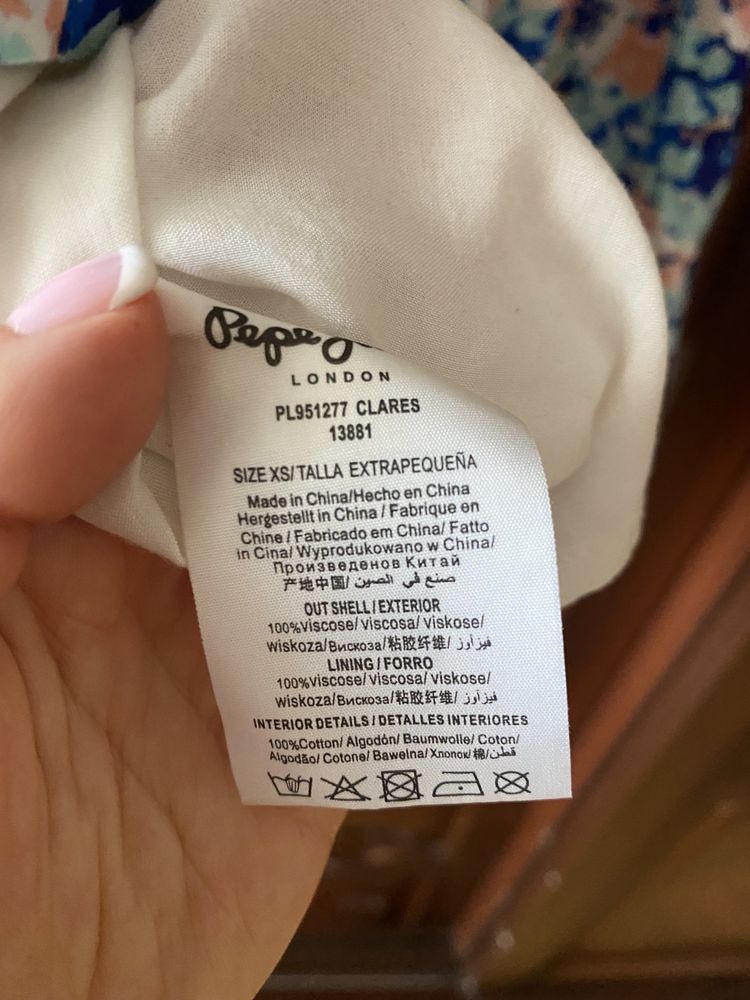 Pepe
LONDON
PL951277 CLARES
13881
SIZE XS/TALLA EXTRAPEQUEÑA
Made in China/Hecho en China
Hergestellt in China / Fabrique en
Chine / Fabricado em China/ Fatto
in Cina/ Wyprodukowano w China/
Произведенов Китай
产地中国/ صنع في الصين/
OUT SHELL / EXTERIOR
100%viscose/ viscosa/ Viskose/
wiskoza/Вискоза/粘胶纤维/ فيزاوز
LINING / FORRO
100%viscose/ viscosa/ viskose/
wiskoza/Вискоза/粘胶纤维/ فيزاوز
INTERIOR DETAILS / DETALLES INTERIORES
100%Cotton/ Algodón/ Baumwolle/ Coton/
Algodão/ Cotone/ Bawelna/Хлопок/ 棉/قطن